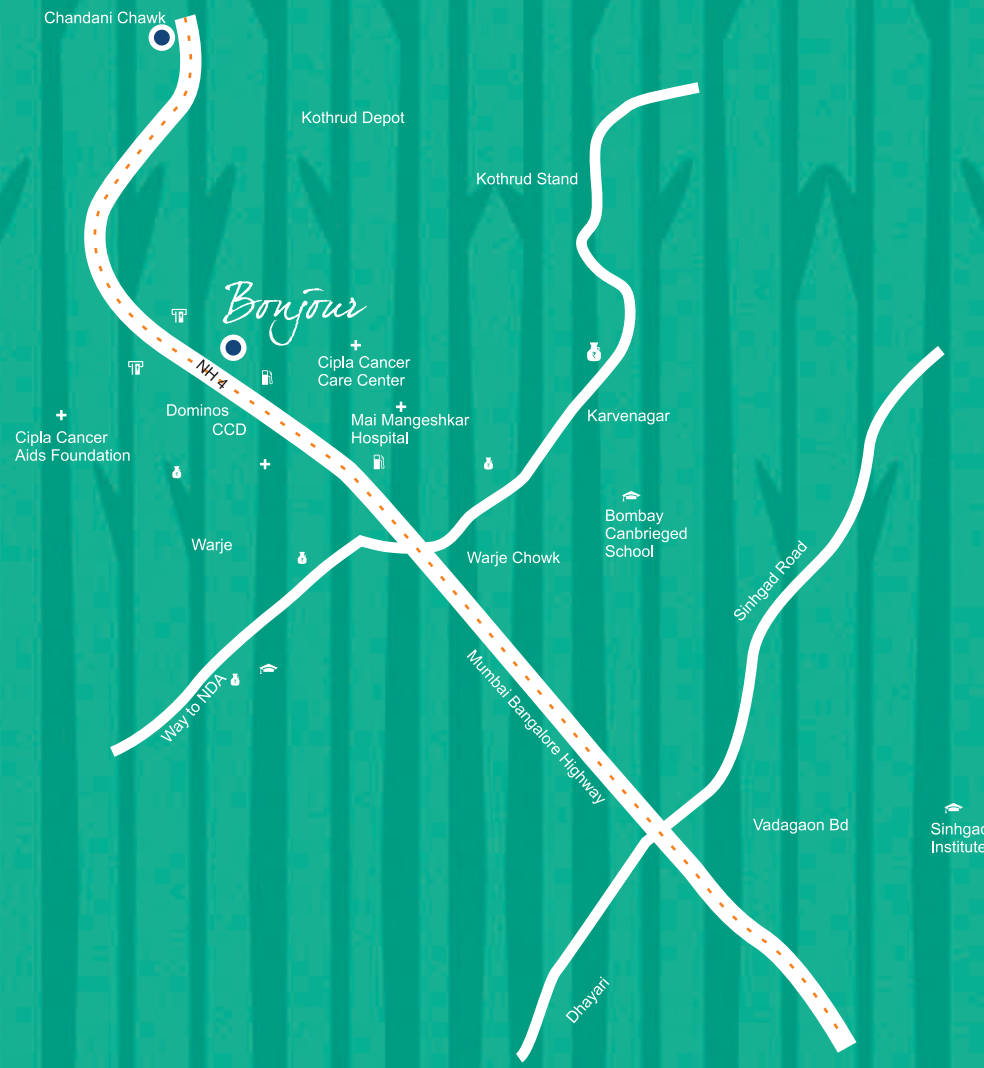 Chandani Chawk
Kothrud Depot
Kothrud Stand
Bonjour
NH 4
Cipla Cancer
Care Center
Dominos
CCD
Mai Mangeshkar
Hospital
Karvenagar
Cipla Cancer
Aids Foundation
Bombay
Canbrieged
School
Warje
Warje Chowk
Sinhgad Road
Way to NDA
Mumbai Bangalore Highway
Vadagaon Bd
Sinhgad
Institute
Dhayari